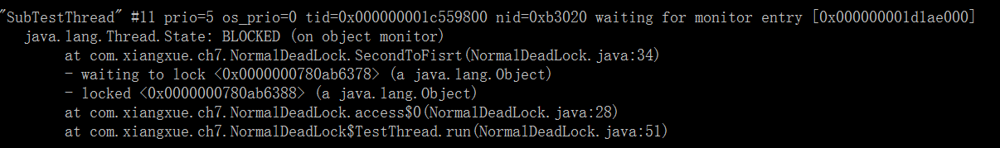 "SubTestThread" #11 prio=5 os_prio=0 tid=0x000000001c559800 nid=0xb3020 waiting for monitor entry [0x000000001d1ae000]
java.lang.Thread.State: BLOCKED (on object monitor)
at com.xiangxue.ch7.NormalDeadLock.SecondToFisrt(NormalDeadLock.java:34)
- waiting to lock <0x0000000780ab6378> (a java.lang.Object)
- locked <0x0000000780ab6388> (a java.lang.Object)
at com.xiangxue.ch7.NormalDeadLock.access$0(NormalDeadLock.java:28)
at com.xiangxue.ch7.NormalDeadLock$TestThread.run(NormalDeadLock.java:51)